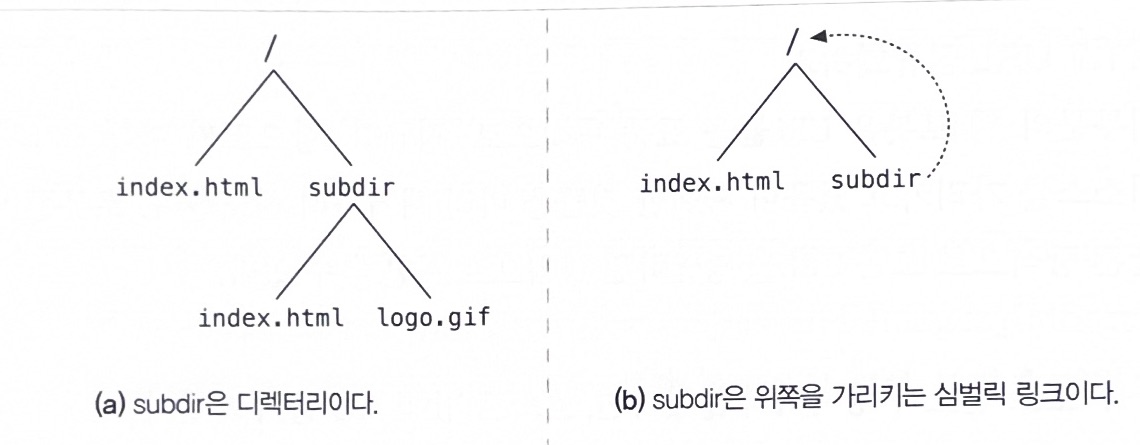 /
index.html subdir
index.html logo.gif
(a) subdir은 디렉터리이다.
/
index.html subdir
(b) subdir은 위쪽을 가리키는 심벌릭 링크이다.